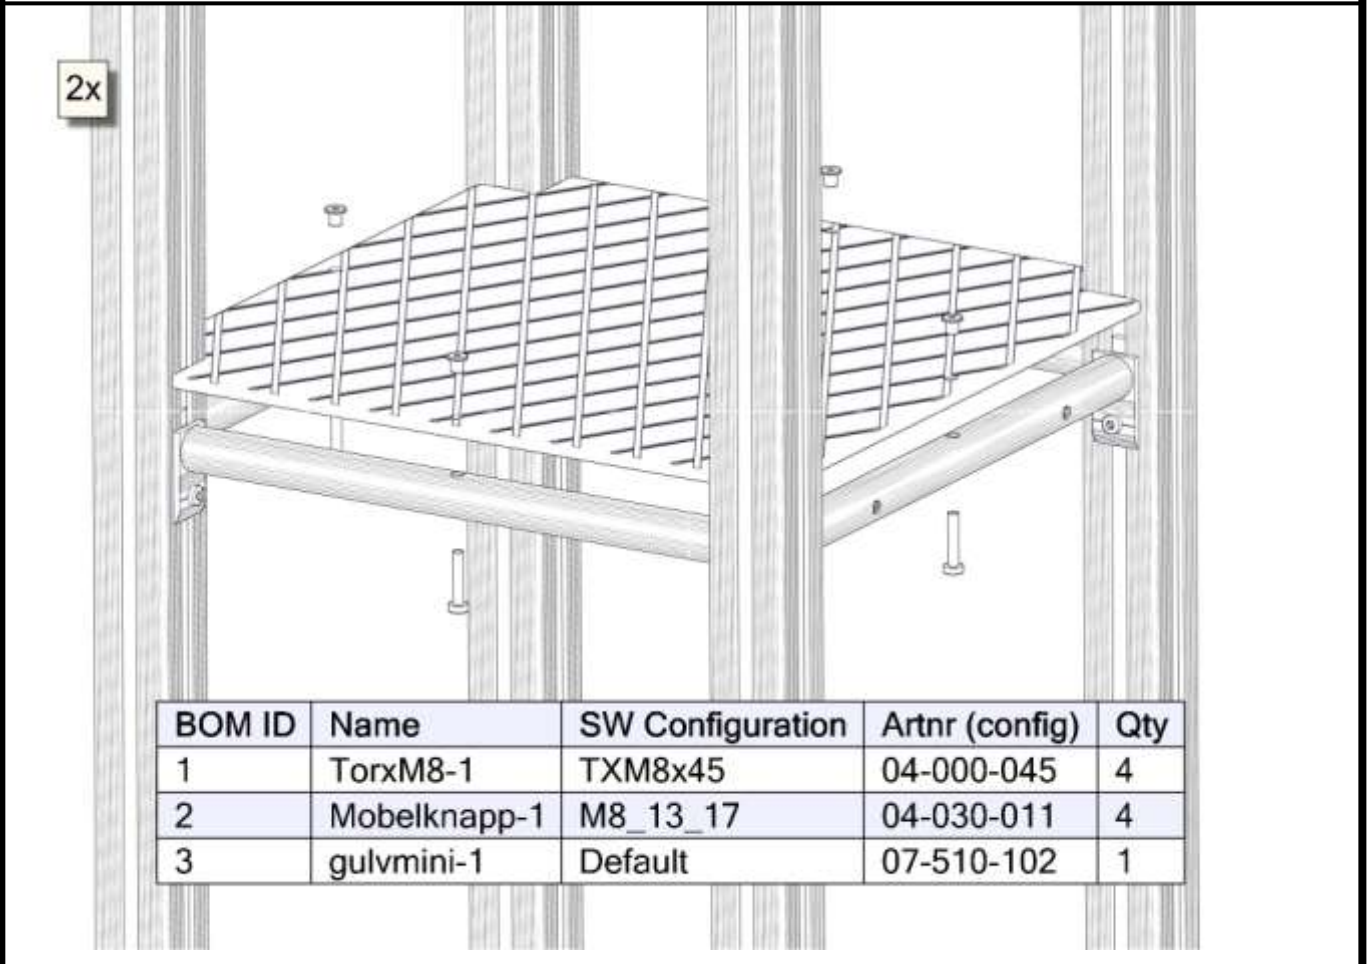 2x
BOM ID Name SW Configuration Artnr (config) Qty
1 TorxM8-1 TXM8x45 04-000-045 4
2 Mobelknapp-1 M8_13_17 04-030-011 4
3 gulvmini-1 Default 07-510-102 1